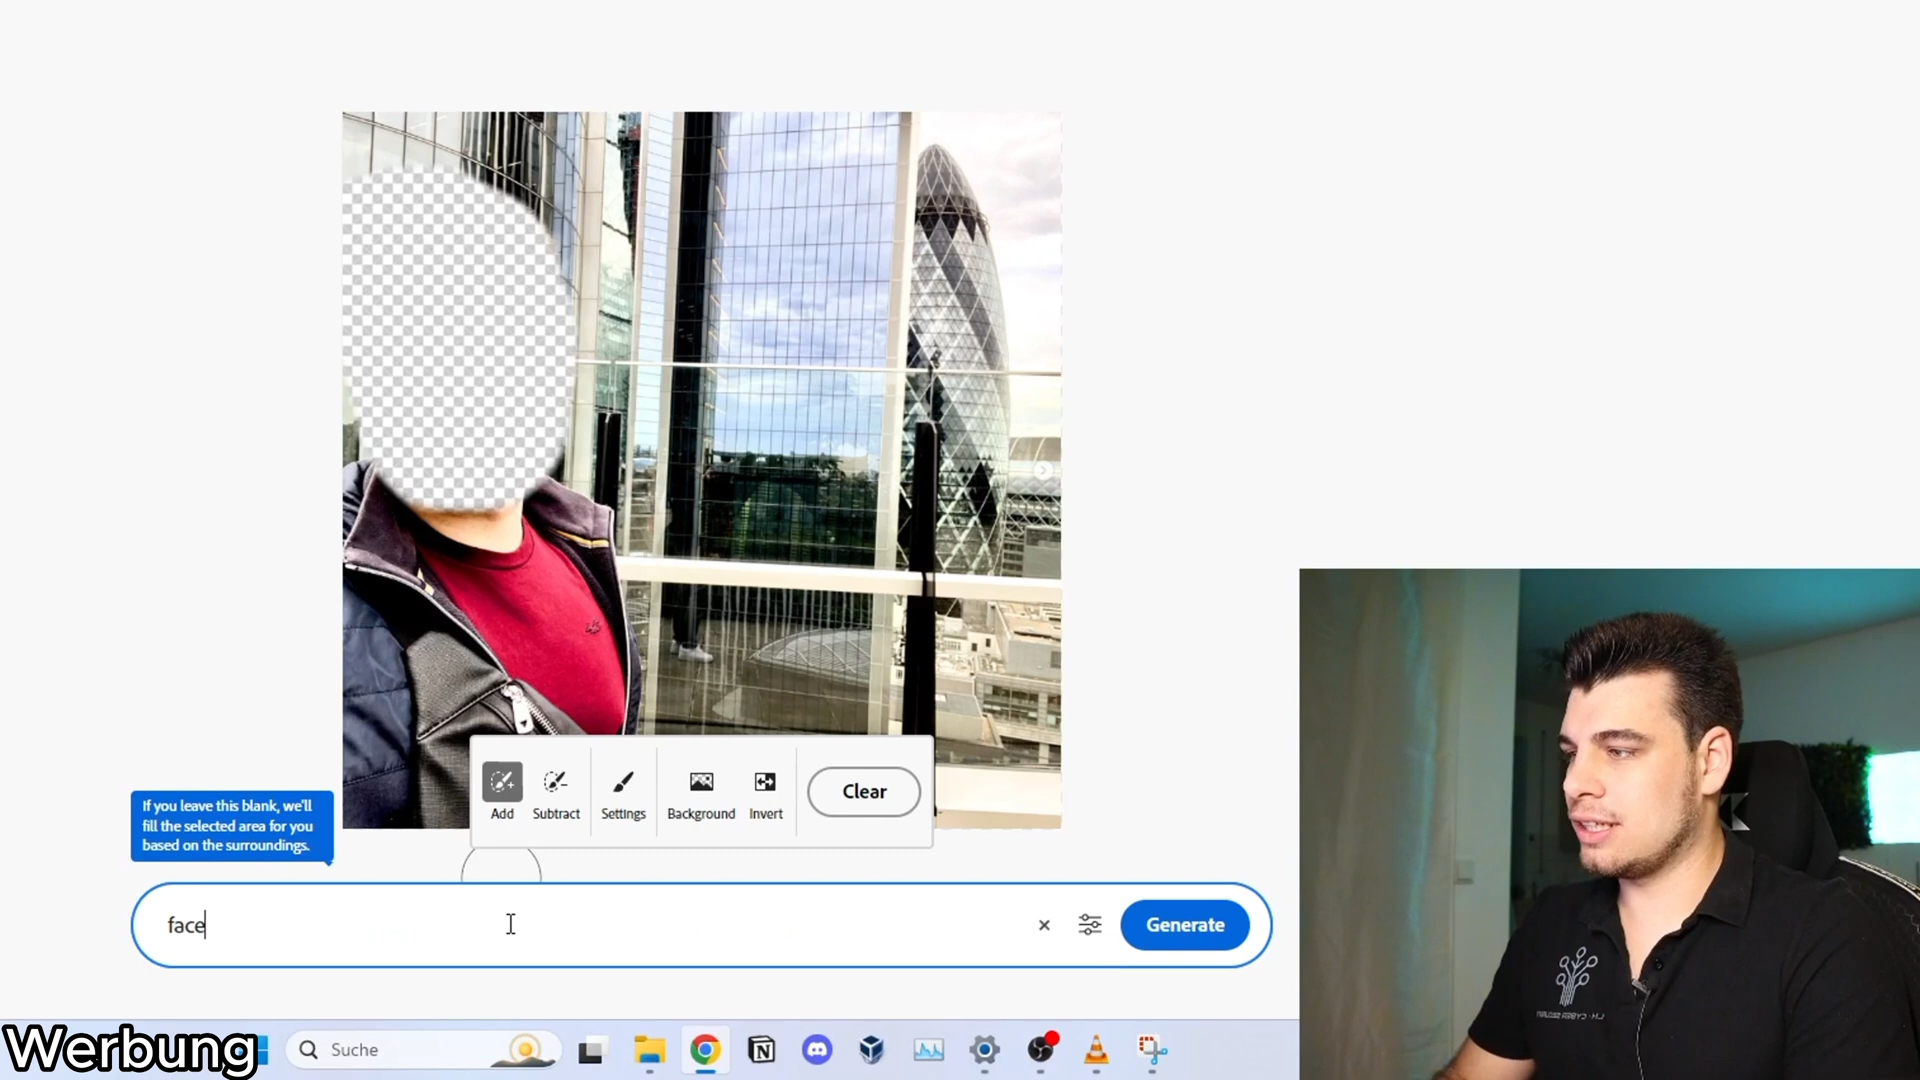 Add
Subtract
Settings
Background
Invert
Clear
If you leave this blank, we'll
fill the selected area for you
based on the surroundings.
face
Generate
Werbung
Suche